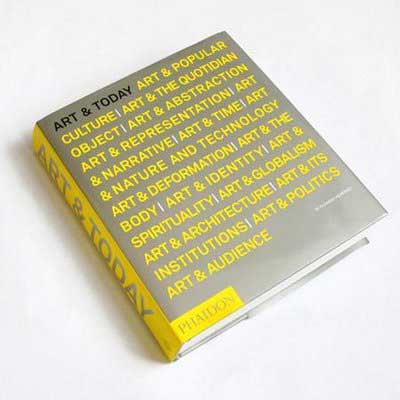 ART & TODAY ART & POPULAR
CULTURE| ART & THE QUOTIDIAN
OBJECT| ART & ABSTRACTION
ART & REPRESENTATION| ART
& NARRATIVE| ART & TIME| ART
& NATURE AND TECHNOLOGY
ART & DEFORMATION| ART & THE
BODY| ART & IDENTITY| ART &
SPIRITUALITY| ART & GLOBALISM
ART & ARCHITECTURE| ART & ITS
INSTITUTIONS| ART & POLITICS
ART & AUDIENCE
PHAIDON
ART & TODAY